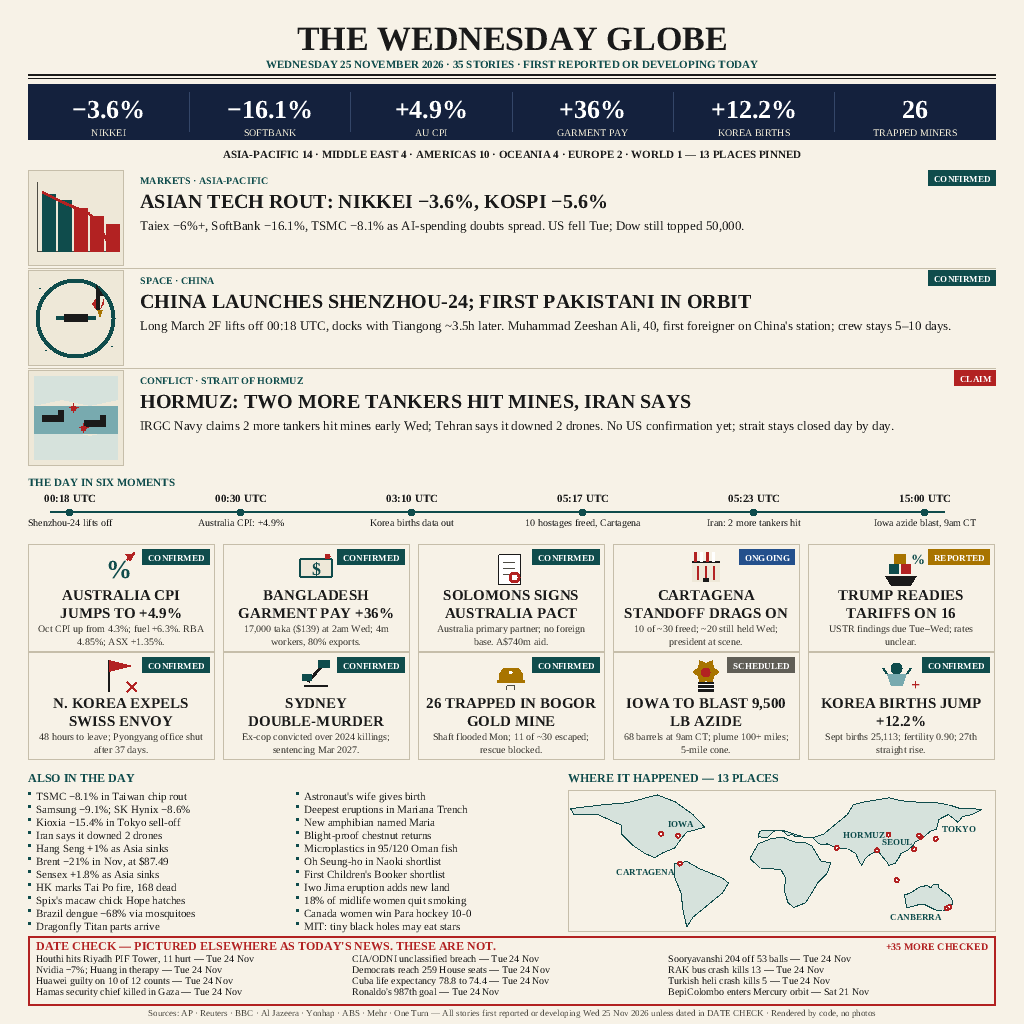 THE WEDNESDAY GLOBE
WEDNESDAY 25 NOVEMBER 2026 · 35 STORIES · FIRST REPORTED OR DEVELOPING TODAY
−3.6%
NIKKEI
−16.1%
SOFTBANK
+4.9%
AU CPI
+36%
GARMENT PAY
+12.2%
KOREA BIRTHS
26
TRAPPED MINERS
ASIA-PACIFIC 14 · MIDDLE EAST 4 · AMERICAS 10 · OCEANIA 4 · EUROPE 2 · WORLD 1 — 13 PLACES PINNED
MARKETS · ASIA-PACIFIC
CONFIRMED
ASIAN TECH ROUT: NIKKEI −3.6%, KOSPI −5.6%
Taiex −6%+, SoftBank −16.1%, TSMC −8.1% as AI-spending doubts spread. US fell Tue; Dow still topped 50,000.
SPACE · CHINA
CONFIRMED
CHINA LAUNCHES SHENZHOU-24; FIRST PAKISTANI IN ORBIT
Long March 2F lifts off 00:18 UTC, docks with Tiangong ~3.5h later. Muhammad Zeeshan Ali, 40, first foreigner on China's station; crew stays 5–10 days.
CONFLICT · STRAIT OF HORMUZ
CLAIM
HORMUZ: TWO MORE TANKERS HIT MINES, IRAN SAYS
IRGC Navy claims 2 more tankers hit mines early Wed; Tehran says it downed 2 drones. No US confirmation yet; strait stays closed day by day.
THE DAY IN SIX MOMENTS
00:18 UTC
Shenzhou-24 lifts off
00:30 UTC
Australia CPI: +4.9%
03:10 UTC
Korea births data out
05:17 UTC
10 hostages freed, Cartagena
05:23 UTC
Iran: 2 more tankers hit
15:00 UTC
Iowa azide blast, 9am CT
%
CONFIRMED
AUSTRALIA CPI
JUMPS TO +4.9%
Oct CPI up from 4.3%; fuel +6.3%. RBA
4.85%; ASX +1.35%.
$
CONFIRMED
BANGLADESH
GARMENT PAY +36%
17,000 taka ($139) at 2am Wed; 4m
workers, 80% exports.
CONFIRMED
SOLOMONS SIGNS
AUSTRALIA PACT
Australia primary partner; no foreign
base. A$740m aid.
ONGOING
CARTAGENA
STANDOFF DRAGS ON
10 of ~30 freed; ~20 still held Wed;
president at scene.
%
REPORTED
TRUMP READIES
TARIFFS ON 16
USTR findings due Tue–Wed; rates
unclear.
CONFIRMED
N. KOREA EXPELS
SWISS ENVOY
48 hours to leave; Pyongyang office shut
after 37 days.
CONFIRMED
SYDNEY
DOUBLE-MURDER
Ex-cop convicted over 2024 killings;
sentencing Mar 2027.
CONFIRMED
26 TRAPPED IN BOGOR
GOLD MINE
Shaft flooded Mon; 11 of ~30 escaped;
rescue blocked.
SCHEDULED
IOWA TO BLAST 9,500
LB AZIDE
68 barrels at 9am CT; plume 100+ miles;
5-mile cone.
+
CONFIRMED
KOREA BIRTHS JUMP
+12.2%
Sept births 25,113; fertility 0.90; 27th
straight rise.
ALSO IN THE DAY
TSMC −8.1% in Taiwan chip rout
Samsung −9.1%; SK Hynix −8.6%
Kioxia −15.4% in Tokyo sell-off
Iran says it downed 2 drones
Hang Seng +1% as Asia sinks
Brent −21% in Nov, at $87.49
Sensex +1.8% as Asia sinks
HK marks Tai Po fire, 168 dead
Spix's macaw chick Hope hatches
Brazil dengue −68% via mosquitoes
Dragonfly Titan parts arrive
Astronaut's wife gives birth
Deepest eruptions in Mariana Trench
New amphibian named Maria
Blight-proof chestnut returns
Microplastics in 95/120 Oman fish
Oh Seung-ho in Naoki shortlist
First Children's Booker shortlist
Iwo Jima eruption adds new land
18% of midlife women quit smoking
Canada women win Para hockey 10-0
MIT: tiny black holes may eat stars
WHERE IT HAPPENED — 13 PLACES
IOWA
CARTAGENA
HORMUZ
SEOUL
TOKYO
CANBERRA
DATE CHECK — PICTURED ELSEWHERE AS TODAY'S NEWS. THESE ARE NOT.
+35 MORE CHECKED
Houthi hits Riyadh PIF Tower, 11 hurt — Tue 24 Nov
Nvidia −7%; Huang in therapy — Tue 24 Nov
Huawei guilty on 10 of 12 counts — Tue 24 Nov
Hamas security chief killed in Gaza — Tue 24 Nov
CIA/ODNI unclassified breach — Tue 24 Nov
Democrats reach 259 House seats — Tue 24 Nov
Cuba life expectancy 78.8 to 74.4 — Tue 24 Nov
Ronaldo's 987th goal — Tue 24 Nov
Sooryavanshi 204 off 53 balls — Tue 24 Nov
RAK bus crash kills 13 — Tue 24 Nov
Turkish heli crash kills 5 — Tue 24 Nov
BepiColombo enters Mercury orbit — Sat 21 Nov
Sources: AP · Reuters · BBC · Al Jazeera · Yonhap · ABS · Mehr · One Turn — All stories first reported or developing Wed 25 Nov 2026 unless dated in DATE CHECK · Rendered by code, no photos